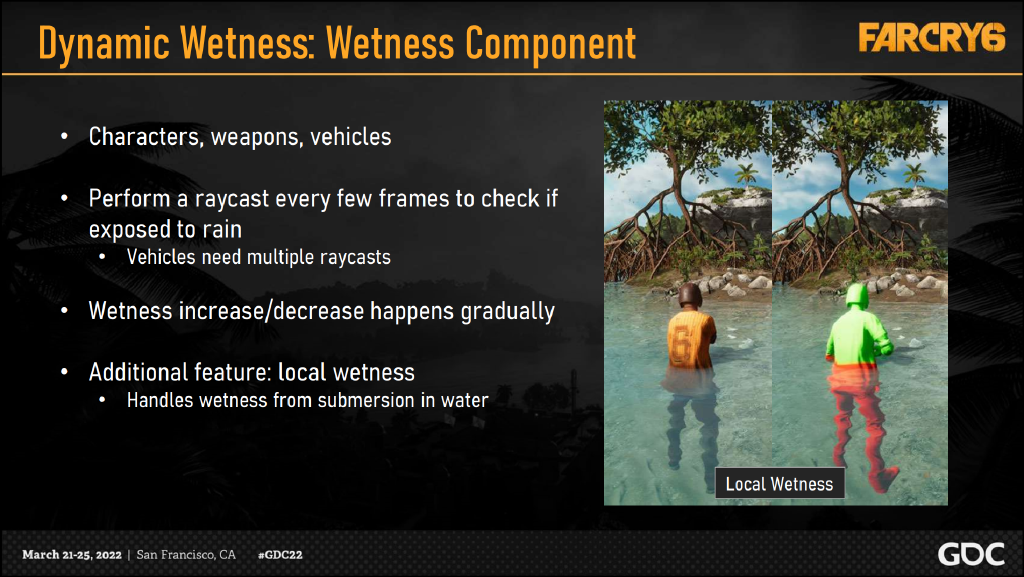 Dynamic Wetness: Wetness Component
FARCRY6
• Characters, weapons, vehicles
• Perform a raycast every few frames to check if
exposed to rain
• Vehicles need multiple raycasts
• Wetness increase/decrease happens gradually
• Additional feature: local wetness
• Handles wetness from submersion in water
6
Local Wetness
March 21-25, 2022 | San Francisco, CA #GDC22
GDC